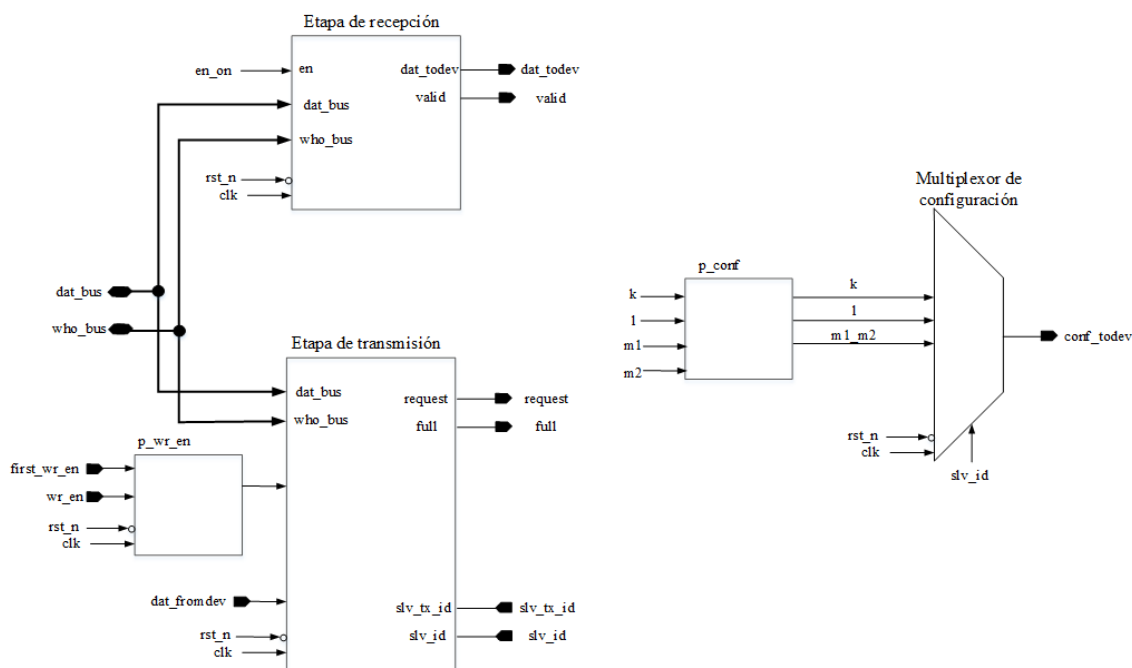 Etapa de recepción
en_on
en
dat_todev
dat_todev
valid
valid
dat_bus
who_bus
rst_n
clk
dat_bus
who_bus
Etapa de transmisión
dat_bus
request
request
who_bus
full
full
p_wr_en
first_wr_en
wr_en
rst_n
clk
dat_fromdev
slv_tx_id
slv_tx_id
rst_n
slv_id
slv_id
clk
Multiplexor de
configuración
p_conf
k
k
l
l
m1
m1_m2
m2
conf_todev
rst_n
clk
slv_id